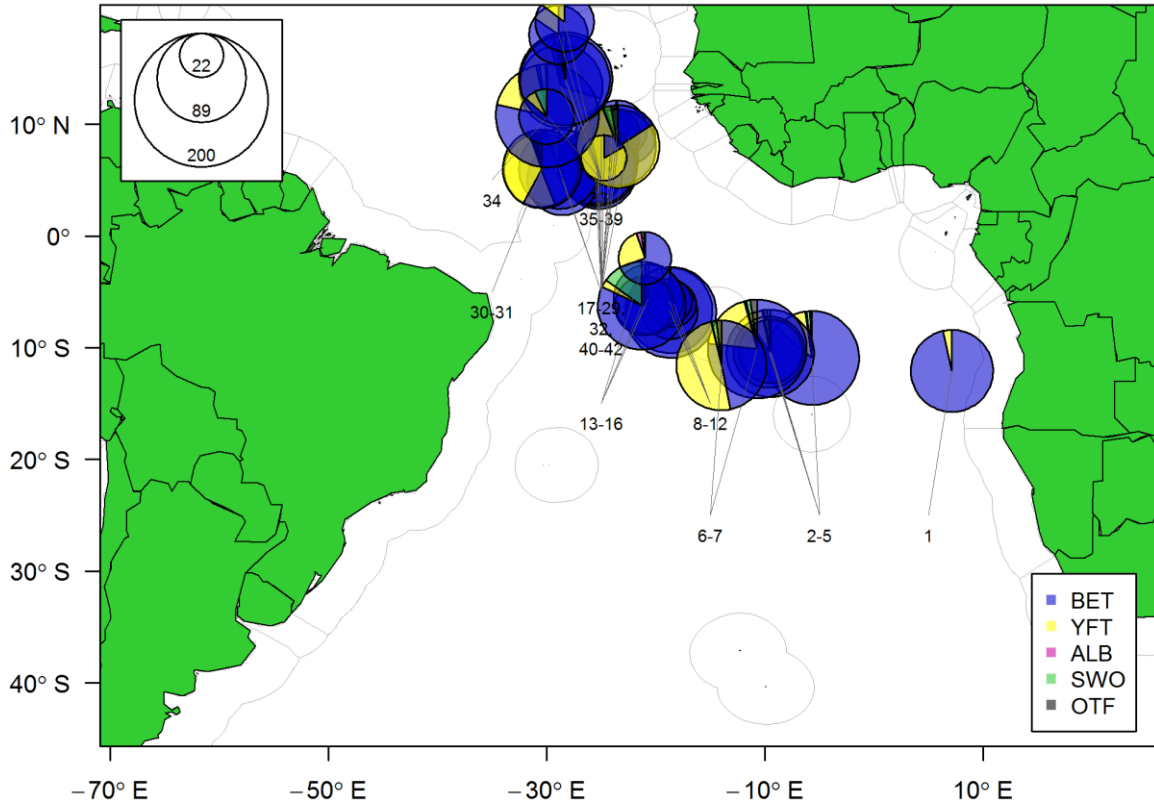 22
89
200
10° N
0°
10° S
20° S
30° S
40° S
34
35-39
30-31
17-29,
32,
40-42
13-16
8-12
6-7
2-5
1
BET
YFT
ALB
SWO
OTF
−70° E
−50° E
−30° E
−10° E
10° E